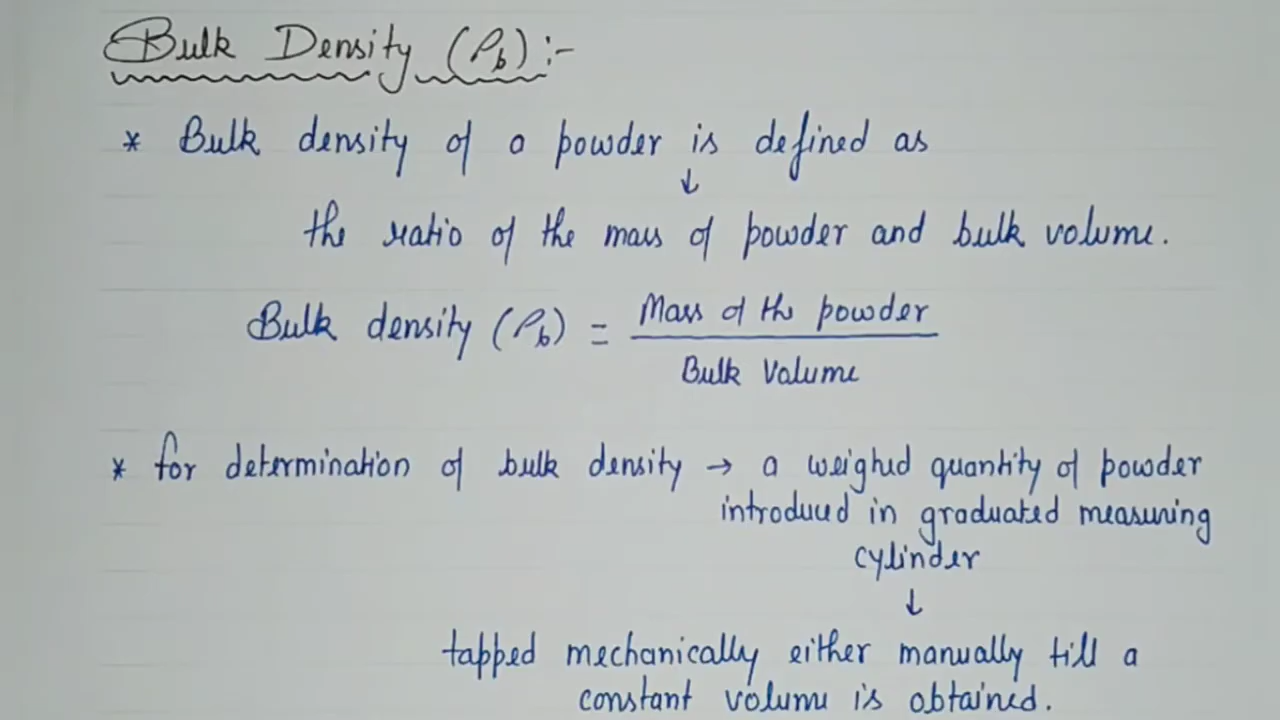 Bulk Density (ρb) :-
* Bulk density of a powder is defined as
↓
the ratio of the mass of powder and bulk volume.
Bulk density (ρb) = Mass of the powder
Bulk Volume
* for determination of bulk density → a weighed quantity of powder
introduced in graduated measuring
cylinder
↓
tapped mechanically either manually till a
constant volume is obtained.